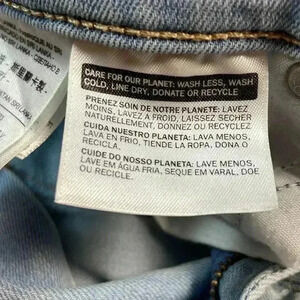 CARE FOR OUR PLANET: WASH LESS, WASH
COLD, LINE DRY, DONATE OR RECYCLE
PRENEZ SOIN DE NOTRE PLANETE: LAVEZ
MOINS, LAVEZ A FROID, LAISSEZ SECHER
NATURELLEMENT, DONNEZ OU RECYCLEZ
CUIDA NUESTRO PLANETA: LAVA MENOS,
LAVA EN FRIO, TIENDE LA ROPA, DONA O
RECICLA.
CUIDE DO NOSSO PLANETA: LAVE MENOS,
LAVE EM ÁGUA FRIA, SEQUE EM VARAL, DOE
OU RECICLE.